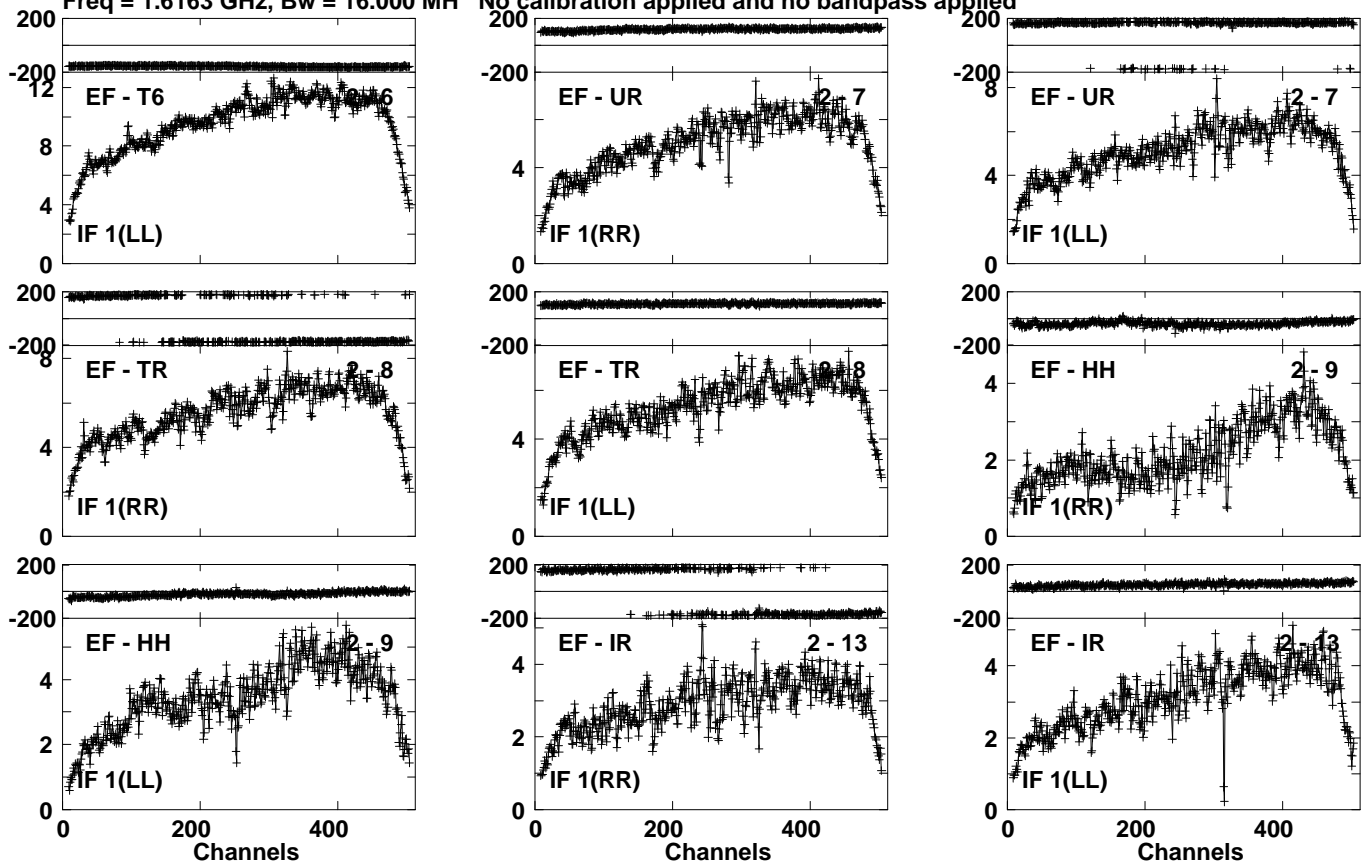 Freq = 1.6163 GHz, Bw = 16.000 MH No calibration applied and no bandpass applied
200
-200
12
8
4
0
EF - T6
2 - 6
IF 1(LL)
200
-200
4
0
EF - UR
2 - 7
IF 1(RR)
200
-200
8
4
0
EF - UR
2 - 7
IF 1(LL)
200
-200
8
4
0
EF - TR
2 - 8
IF 1(RR)
200
-200
4
0
EF - TR
2 - 8
IF 1(LL)
200
-200
4
2
0
EF - HH
2 - 9
IF 1(RR)
200
-200
4
2
0
EF - HH
2 - 9
IF 1(LL)
0 200 400
Channels
200
-200
4
2
0
EF - IR
2 - 13
IF 1(RR)
0 200 400
Channels
200
-200
4
2
0
EF - IR
2 - 13
IF 1(LL)
0 200 400
Channels